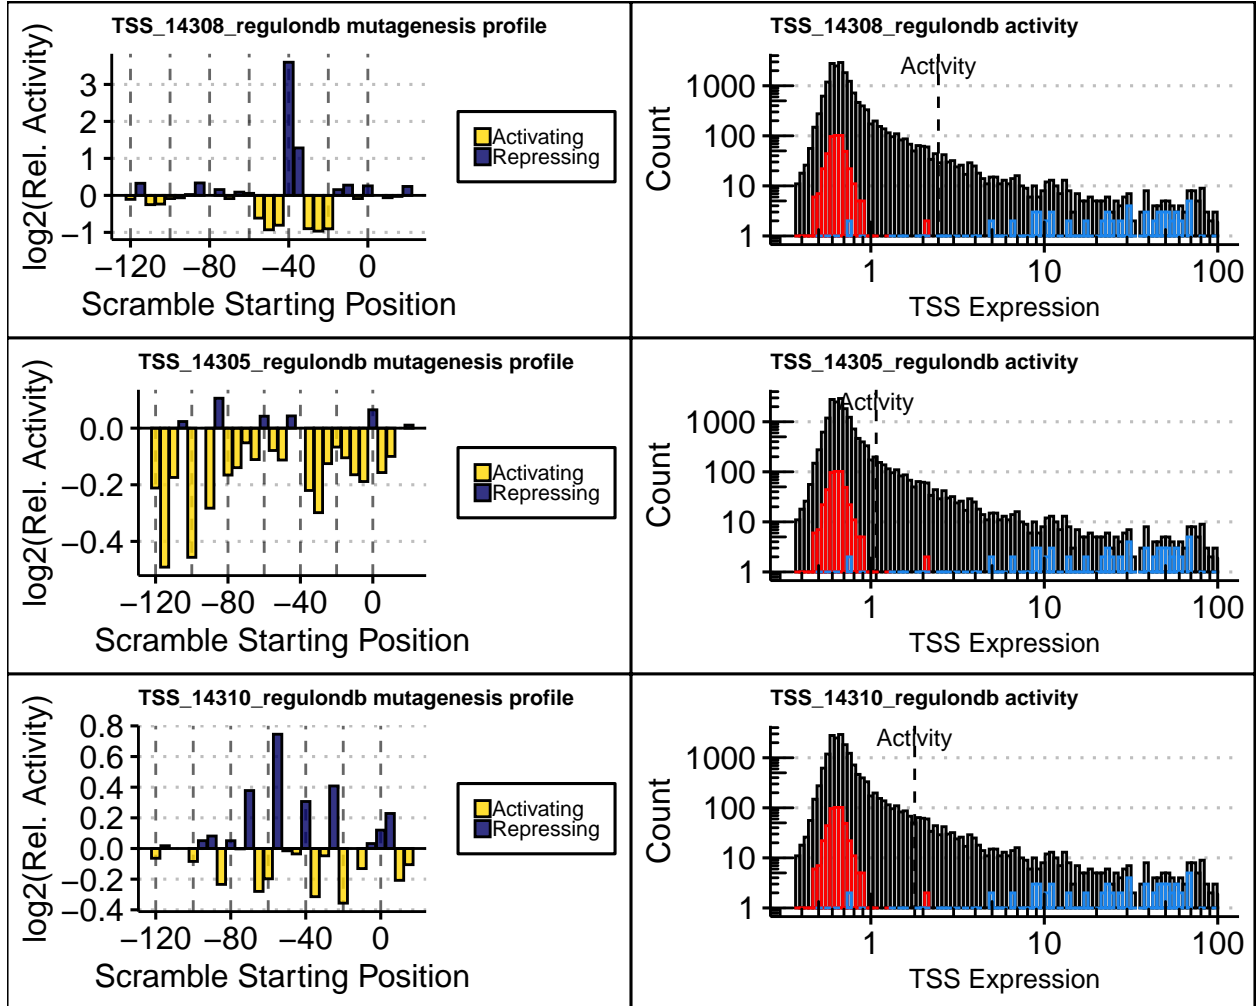 TSS_14308_regulondb mutagenesis profile
log2(Rel. Activity)
3
2
1
0
−1
−120 −80 −40 0
Scramble Starting Position
Activating
Repressing
TSS_14308_regulondb activity
Activity
Count
1000
100
10
1
1 10 100
TSS Expression
TSS_14305_regulondb mutagenesis profile
log2(Rel. Activity)
0.0
−0.2
−0.4
−120 −80 −40 0
Scramble Starting Position
Activating
Repressing
TSS_14305_regulondb activity
Activity
Count
1000
100
10
1
1 10 100
TSS Expression
TSS_14310_regulondb mutagenesis profile
log2(Rel. Activity)
0.8
0.6
0.4
0.2
0.0
−0.2
−0.4
−120 −80 −40 0
Scramble Starting Position
Activating
Repressing
TSS_14310_regulondb activity
Activity
Count
1000
100
10
1
1 10 100
TSS Expression